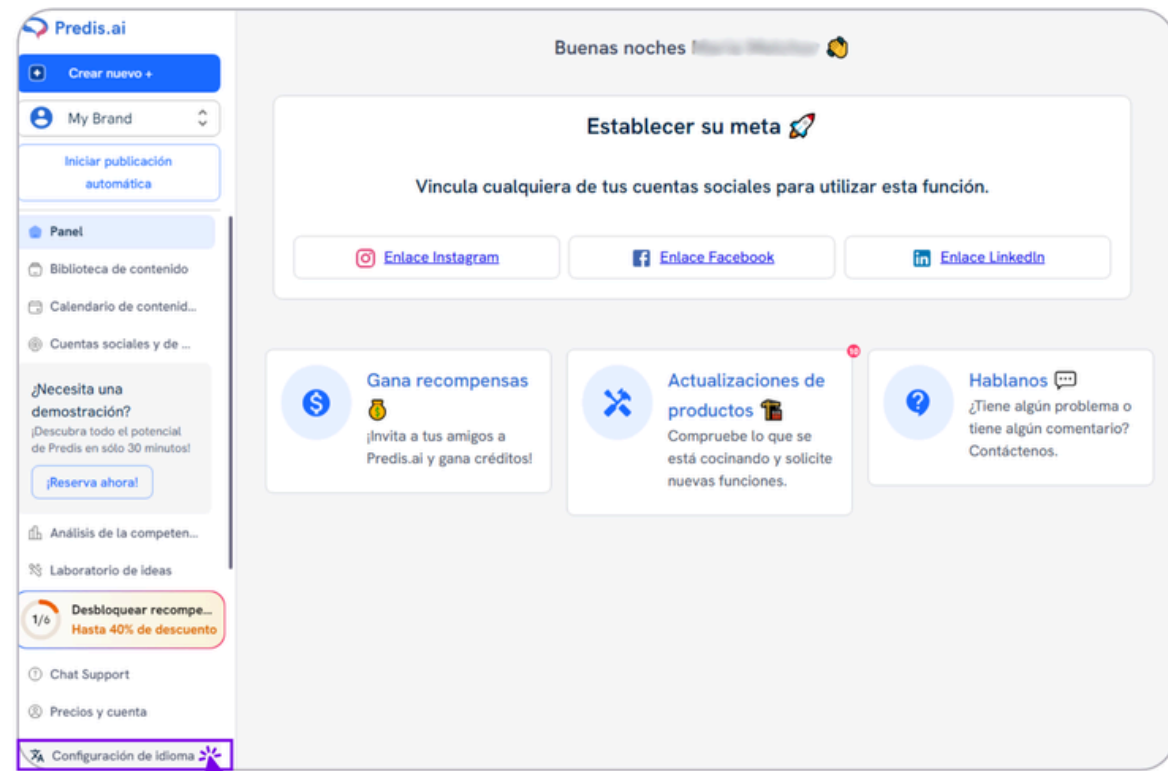 Predis.ai
Crear nuevo +
My Brand
Iniciar publicación
automática
Panel
Biblioteca de contenido
Calendario de contenid...
Cuentas sociales y de ...
¿Necesita una
demostración?
¡Descubra todo el potencial
de Predis en sólo 30 minutos!
¡Reserva ahora!
Análisis de la competen...
Laboratorio de ideas
1/6
Desbloquear recompe...
Hasta 40% de descuento
Chat Support
Precios y cuenta
Configuración de idioma
Buenas noches
Establecer su meta 🚀
Vincula cualquiera de tus cuentas sociales para utilizar esta función.
Enlace Instagram
Enlace Facebook
Enlace LinkedIn
Gana recompensas
¡Invita a tus amigos a
Predis.ai y gana créditos!
10
Actualizaciones de
productos
Compruebe lo que se
está cocinando y solicite
nuevas funciones.
Hablanos
¿Tiene algún problema o
tiene algún comentario?
Contáctenos.